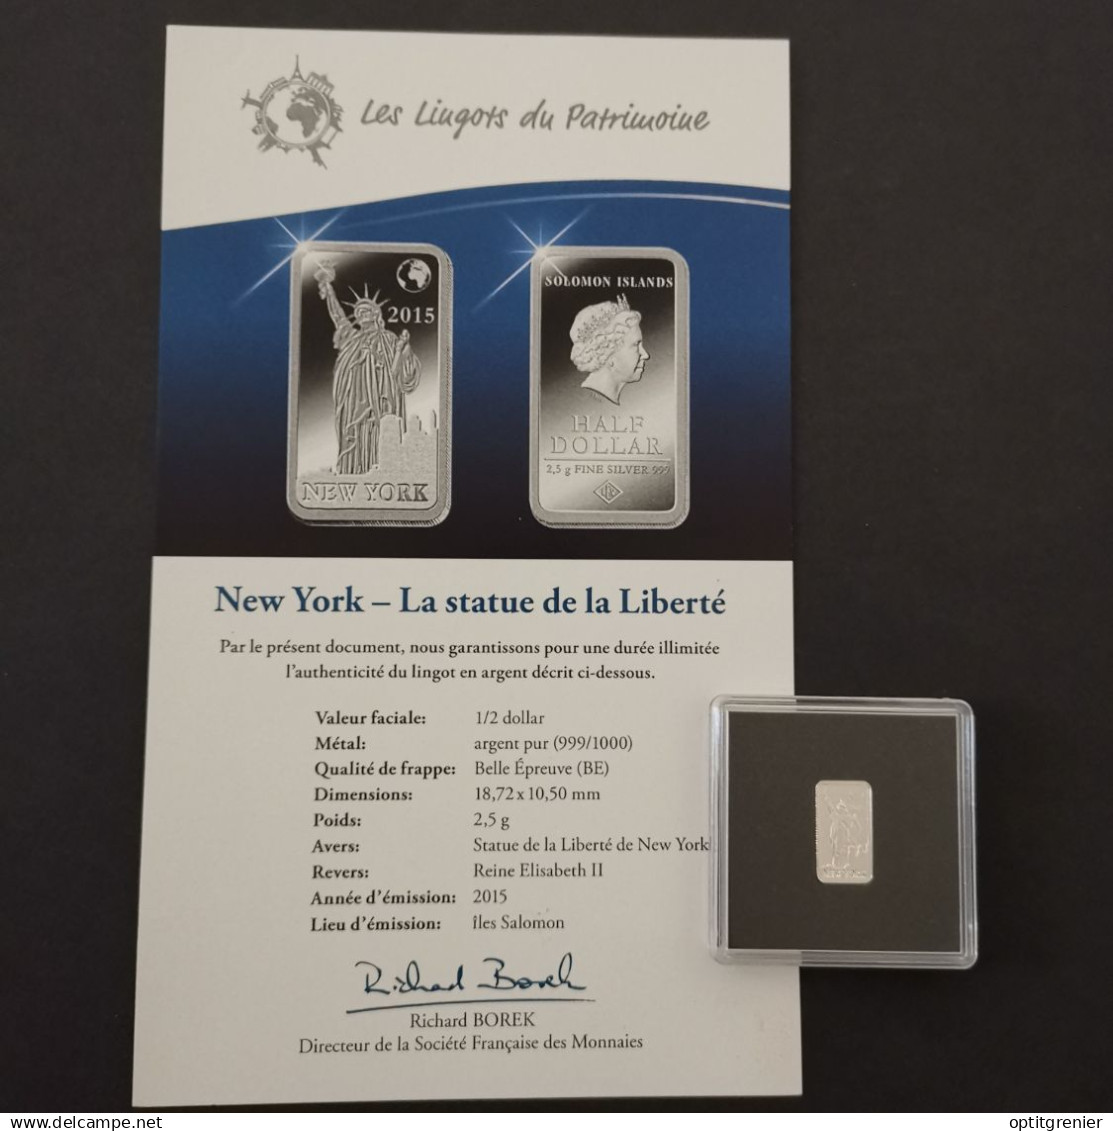 Les Lingots du Patrimoine
2015
NEW YORK
SOLOMON ISLANDS
HALF
DOLLAR
2,5 g FINE SILVER 999
New York – La statue de la Liberté
Par le présent document, nous garantissons pour une durée illimitée
l'authenticité du lingot en argent décrit ci-dessous.
Valeur faciale: 1/2 dollar
Métal: argent pur (999/1000)
Qualité de frappe: Belle Épreuve (BE)
Dimensions: 18,72 x 10,50 mm
Poids: 2,5 g
Avers: Statue de la Liberté de New York
Revers: Reine Elisabeth II
Année d'émission: 2015
Lieu d'émission: îles Salomon
Richard Borek
Richard BOREK
Directeur de la Société Française des Monnaies
NEW YORK
delcampe.net
optitgrenier